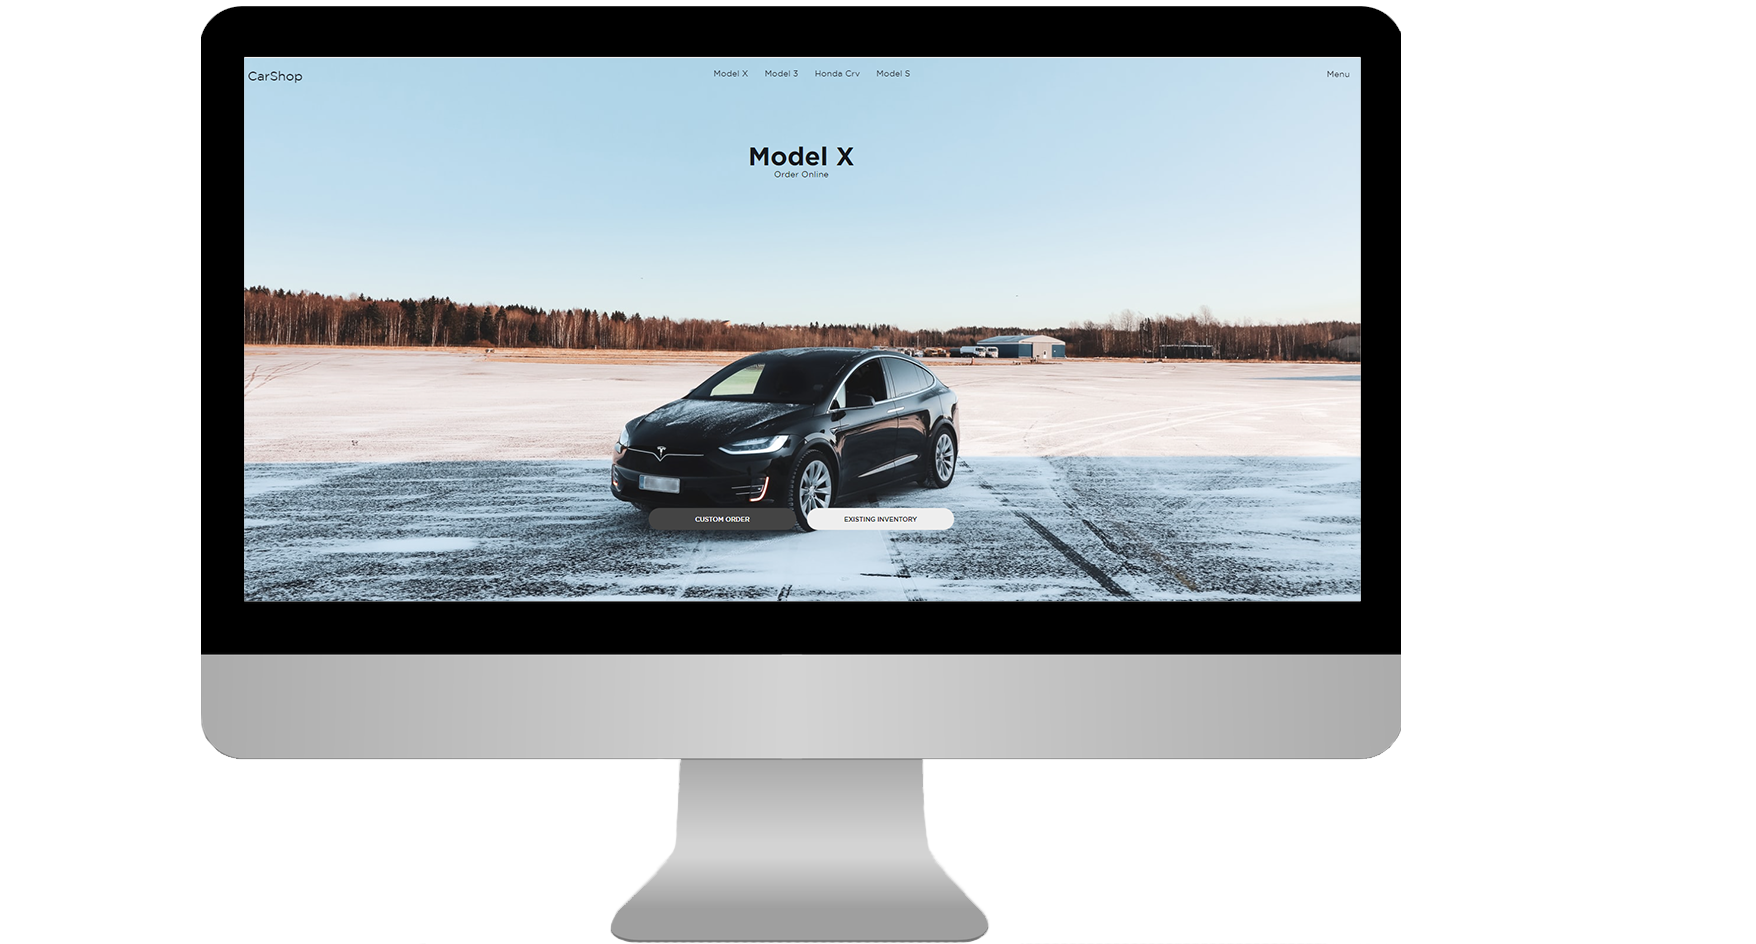 CarShop
Model X
Model 3
Honda Crv
Model S
Menu
Model X
Order Online
CUSTOM ORDER
EXISTING INVENTORY